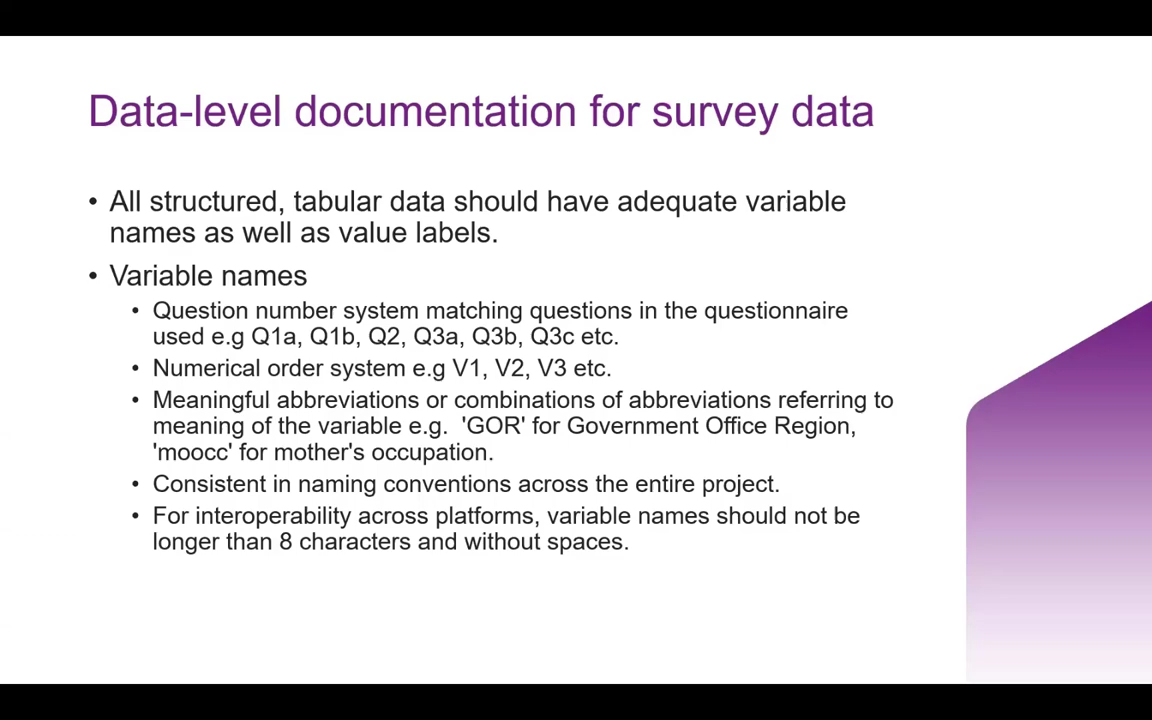 Data-level documentation for survey data
• All structured, tabular data should have adequate variable
names as well as value labels.
• Variable names
• Question number system matching questions in the questionnaire
used e.g Q1a, Q1b, Q2, Q3a, Q3b, Q3c etc.
• Numerical order system e.g V1, V2, V3 etc.
• Meaningful abbreviations or combinations of abbreviations referring to
meaning of the variable e.g.  'GOR' for Government Office Region,
'moocc' for mother's occupation.
• Consistent in naming conventions across the entire project.
• For interoperability across platforms, variable names should not be
longer than 8 characters and without spaces.